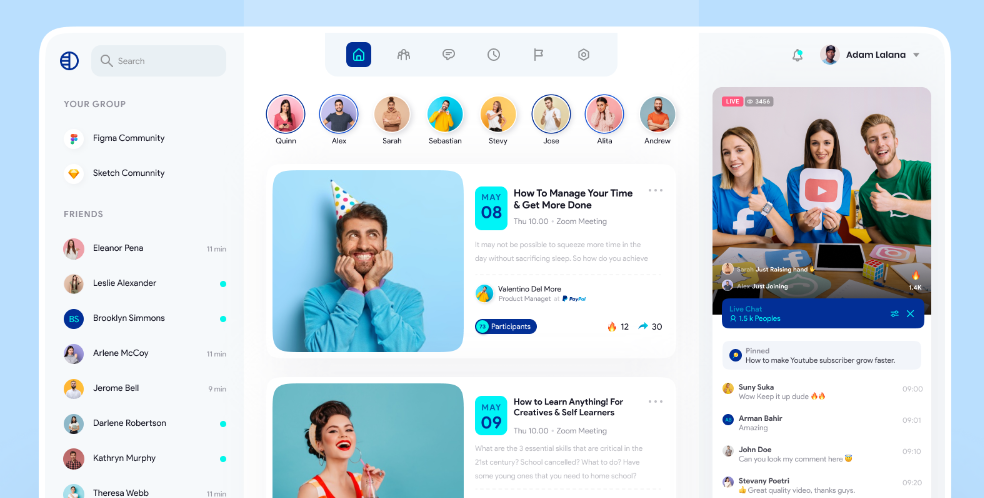 Search
YOUR GROUP
Figma Community
Sketch Comunnity
FRIENDS
Eleanor Pena
11 min
Leslie Alexander
BS
Brooklyn Simmons
Arlene McCoy
11 min
Jerome Bell
9 min
Darlene Robertson
Kathryn Murphy
Theresa Webb
11 min
Quinn
Alex
Sarah
Sebastian
Stevy
Jose
Alita
Andrew
MAY
08
How To Manage Your Time
& Get More Done
Thu 10.00 - Zoom Meeting
It may not be possible to squeeze more time in the
day without sacrificing sleep. So how do you achieve
Valentino Del More
Product Managet at PayPal
73 Participants
12
30
MAY
09
How to Learn Anything! For
Creatives & Self Learners
Thu 10.00 - Zoom Meeting
What are the 3 essential skills that are critical in the
21st century? School cancelled? What to do? Have
some young ones that you need to home school?
Adam Lalana
LIVE
3456
Sarah Just Raising hand
Alex Just Joining
1.4K
Live Chat
1.5 k Peoples
Pinned
How to make Youtube subscriber grow faster.
Suny Suka
09:00
Wow Keep it up dude 🔥🔥
Arman Bahir
09:01
Amazing
John Doe
09:10
Can you look my comment here 😇
Stevany Poetri
09:20
👍 Great quality video, thanks guys.